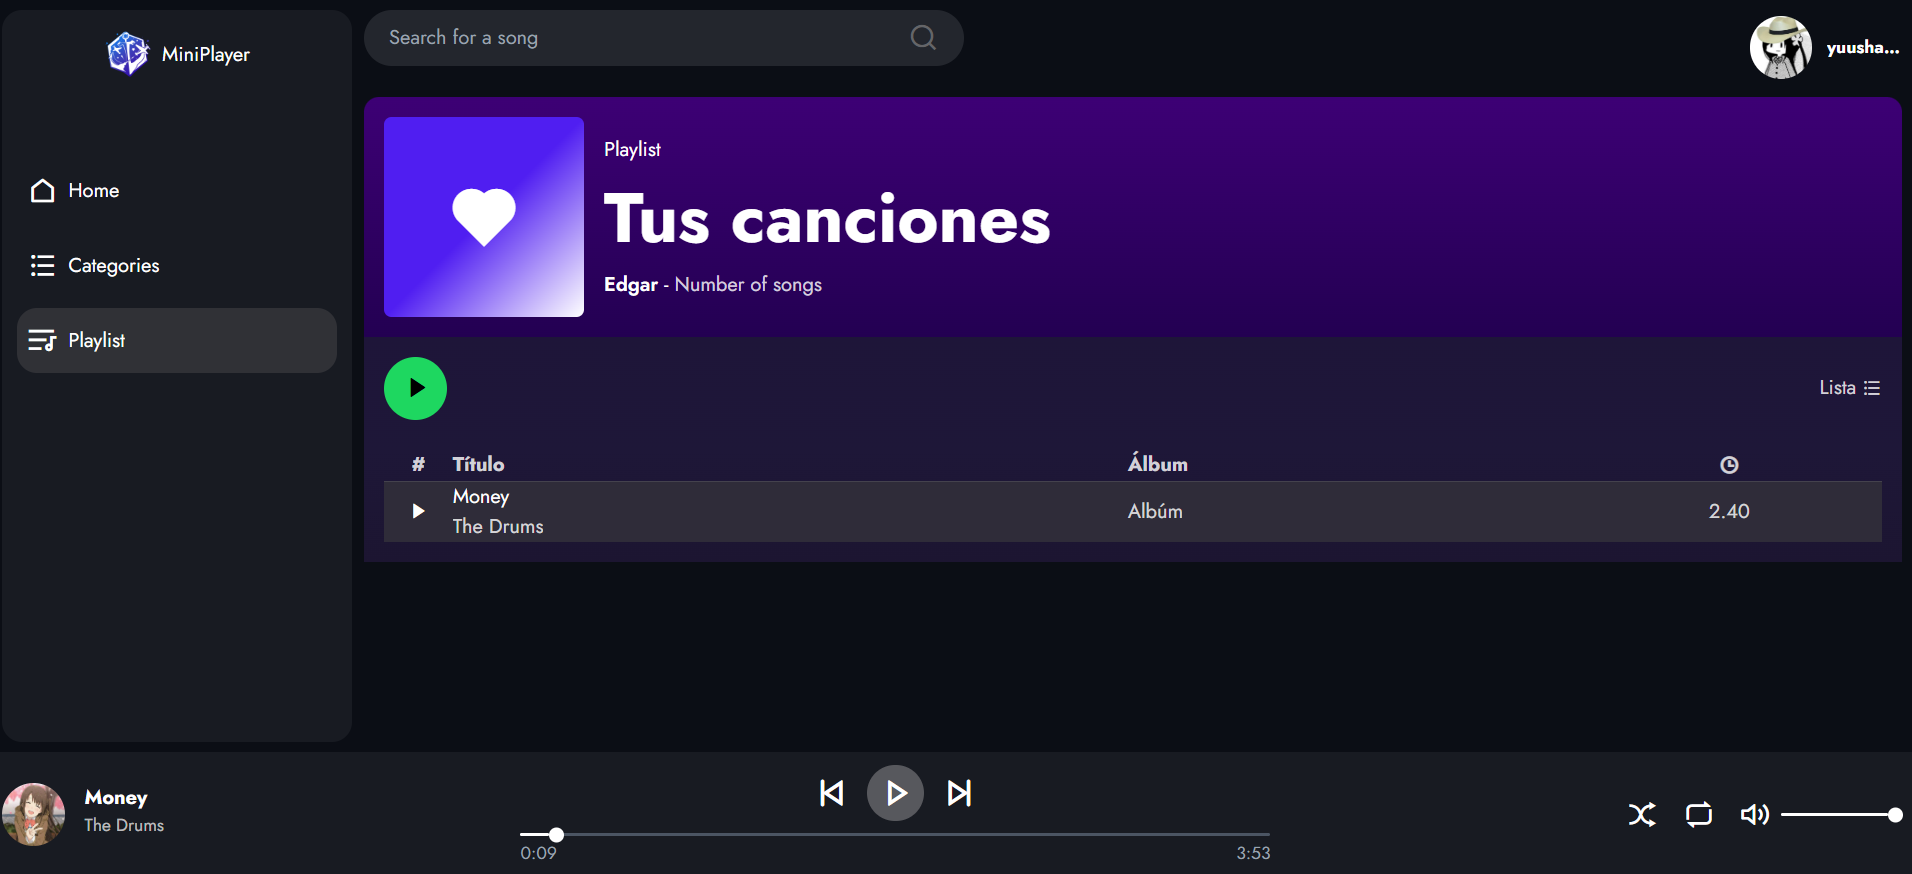 MiniPlayer
Search for a song
yuusha...
Home
Categories
Playlist
Playlist
Tus canciones
Edgar - Number of songs
Lista
# Título Álbum
Money
The Drums
Albúm
2.40
Money
The Drums
0:09
3:53